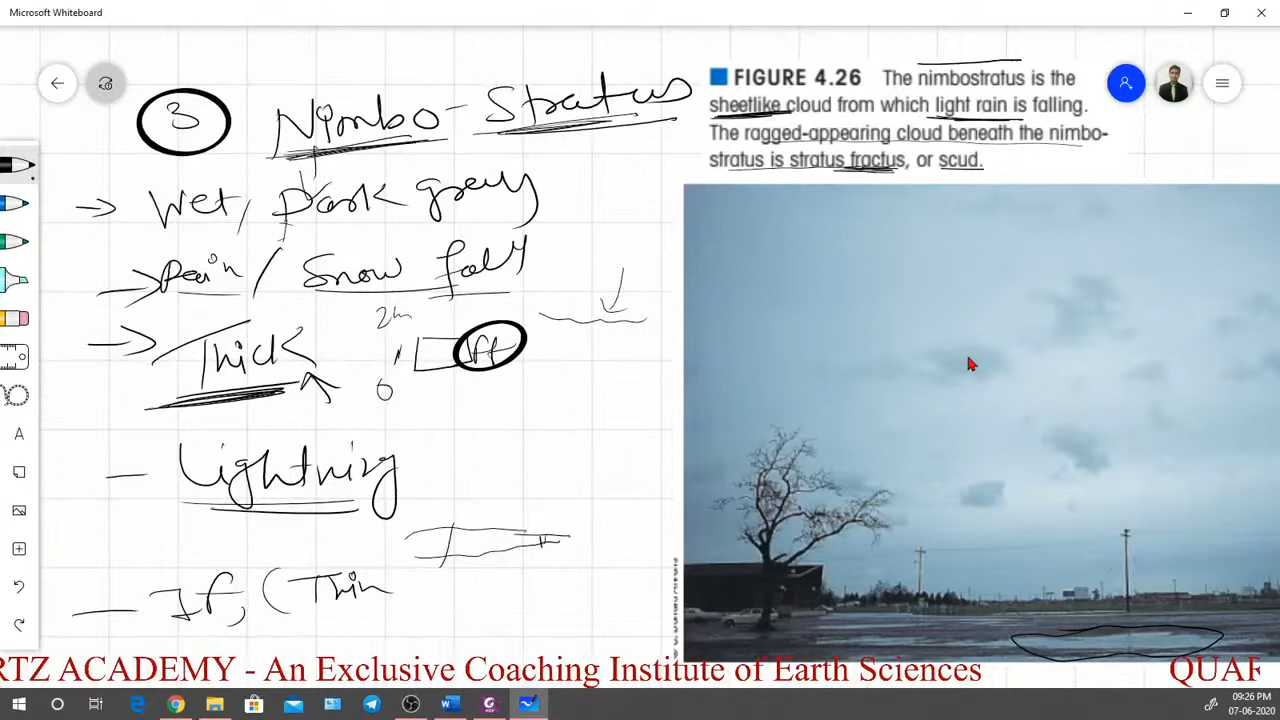 Microsoft Whiteboard
3 Nimbo-Stratus
→ Wet, Dark grey
→ Rain / Snow fall
2km
→ Thick
0
- Lightning
- If, (Thin
FIGURE 4.26 The nimbostratus is the
sheetlike cloud from which light rain is falling.
The ragged-appearing cloud beneath the nimbo-
stratus is stratus fractus, or scud.
A
RTZ ACADEMY - An Exclusive Coaching Institute of Earth Sciences QUAR
09:26 PM
07-06-2020